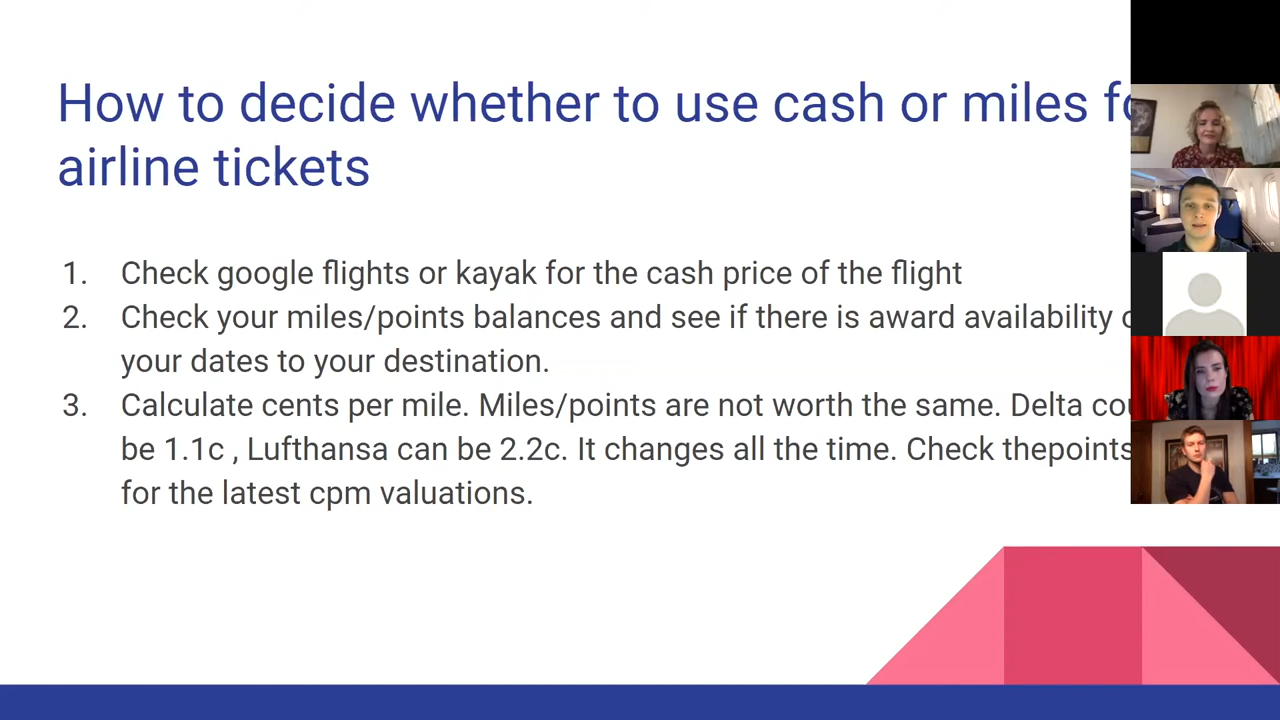 How to decide whether to use cash or miles
airline tickets
1. Check google flights or kayak for the cash price of the flight
2. Check your miles/points balances and see if there is award availability
your dates to your destination.
3. Calculate cents per mile. Miles/points are not worth the same. Delta
be 1.1c , Lufthansa can be 2.2c. It changes all the time. Check thepoints
for the latest cpm valuations.